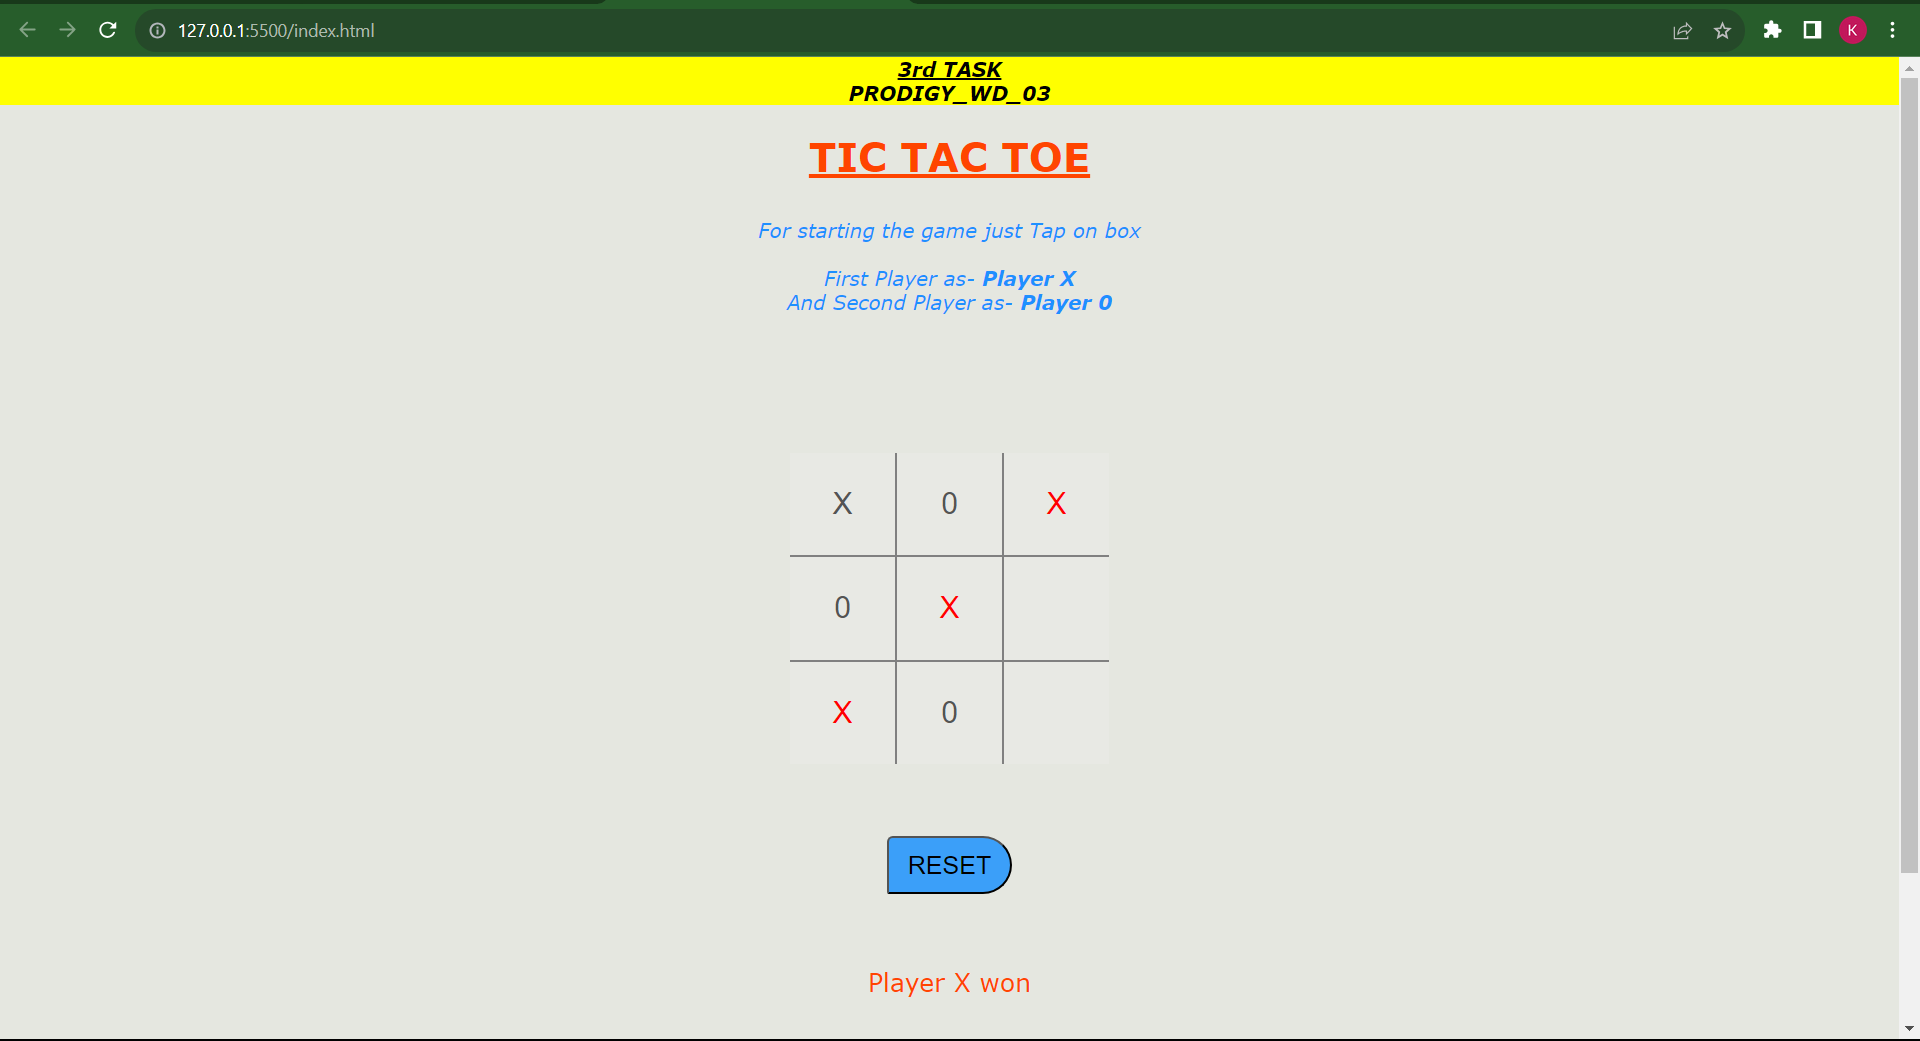 127.0.0.1:5500/index.html
K
3rd TASK
PRODIGY_WD_03
TIC TAC TOE
For starting the game just Tap on box
First Player as- Player X
And Second Player as- Player 0
X 0 X
0 X
X 0
RESET
Player X won